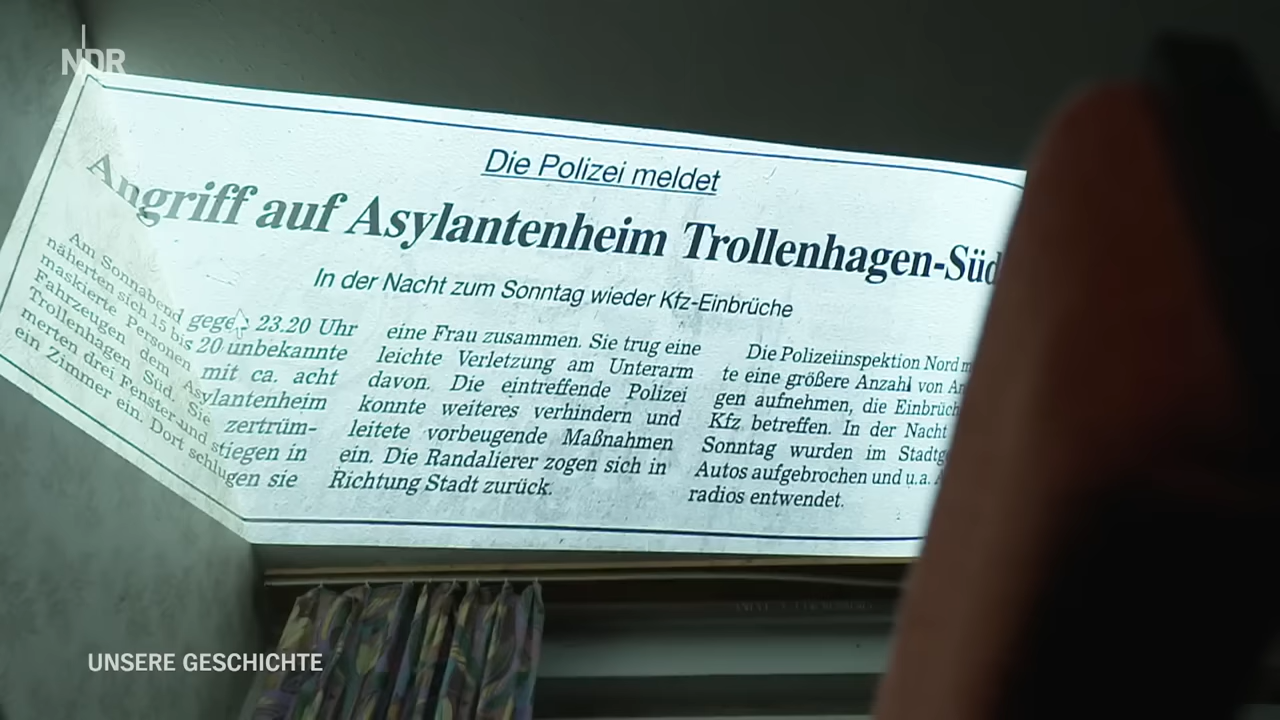 NDR
Die Polizei meldet
Angriff auf Asylantenheim Trollenhagen-Süd
In der Nacht zum Sonntag wieder Kfz-Einbrüche
Am Sonnabend gegen 23.20 Uhr
näherten sich 15 bis 20 unbekannte
maskierte Personen mit ca. acht
Fahrzeugen dem Asylantenheim
Trollenhagen Süd. Sie zertrüm-
merten drei Fenster und stiegen in
ein Zimmer ein. Dort schlugen sie
eine Frau zusammen. Sie trug eine
leichte Verletzung am Unterarm
davon. Die eintreffende Polizei
konnte weiteres verhindern und
leitete vorbeugende Maßnahmen
ein. Die Randalierer zogen sich in
Richtung Stadt zurück.
Die Polizeiinspektion Nord
te eine größere Anzahl von
gen aufnehmen, die
Kfz betreffen. In der Nacht
Sonntag wurden im
Autos aufgebrochen und u.a.
radios entwendet.
UNSERE GESCHICHTE